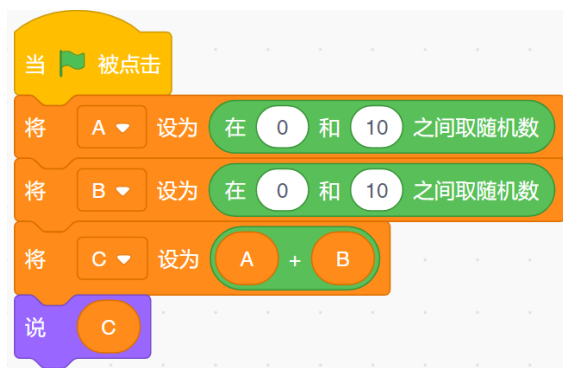 当 被点击
将 A 设为 在 0 和 10 之间取随机数
将 B 设为 在 0 和 10 之间取随机数
将 C 设为 A + B
说 C